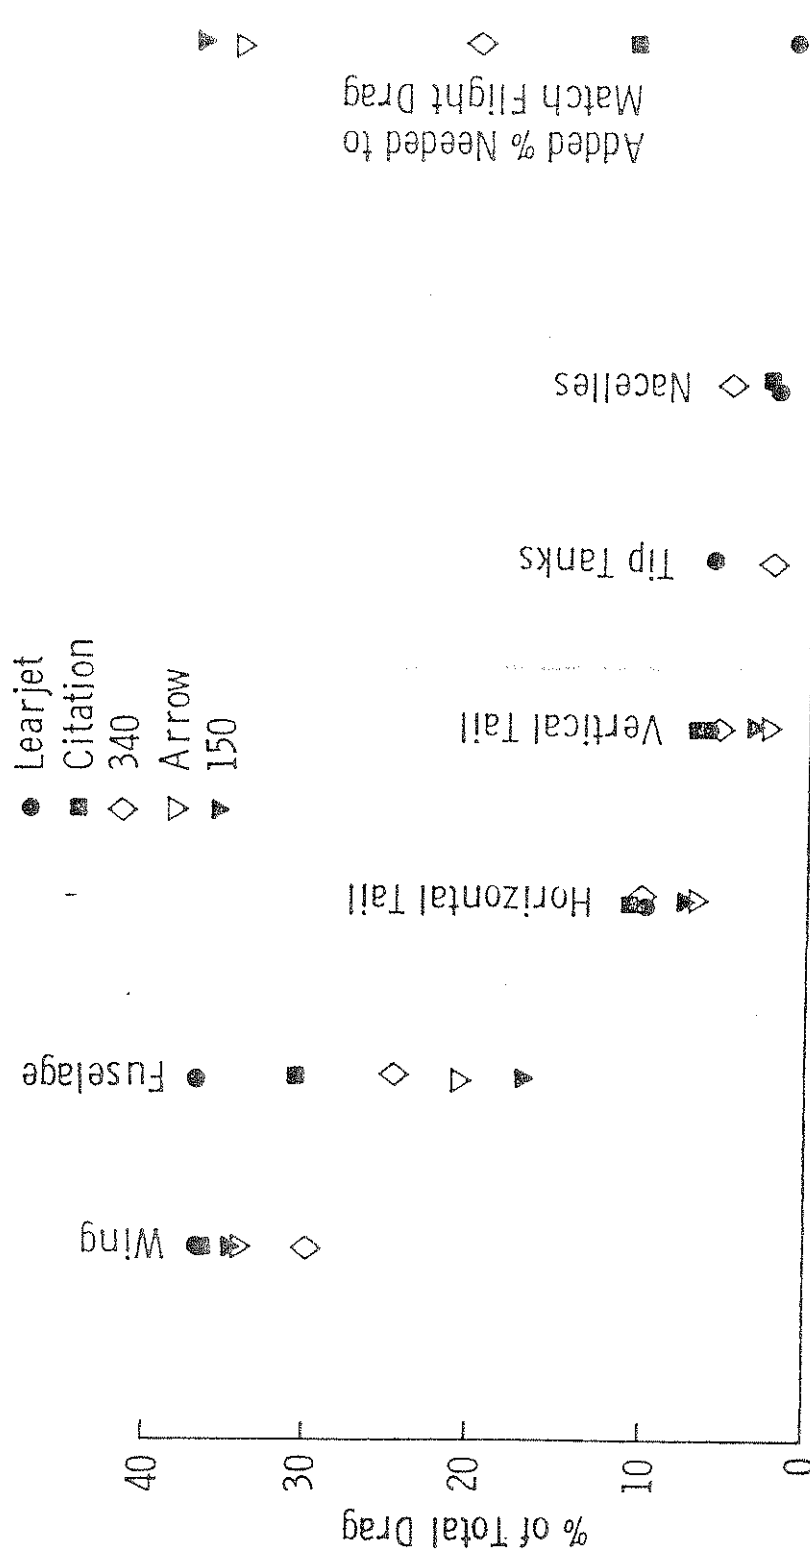 Learjet
Citation
340
Arrow
150
% of Total Drag
40
30
20
10
0
Wing
Fuselage
Horizontal Tail
Vertical Tail
Tip Tanks
Nacelles
Added % Needed to
Match Flight Drag